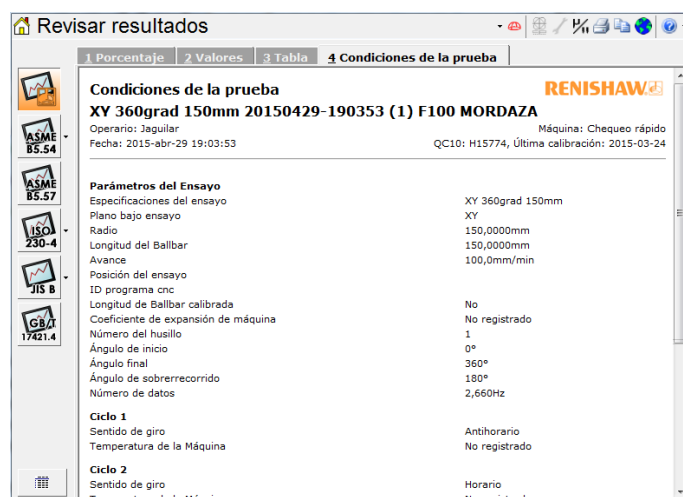 Revisar resultados
1 Porcentaje 2 Valores 3 Tabla 4 Condiciones de la prueba
Condiciones de la prueba RENISHAW
XY 360grad 150mm 20150429-190353 (1) F100 MORDAZA
Operario: Jaguilar Máquina: Chequeo rápido
Fecha: 2015-abr-29 19:03:53 QC10: H15774, Última calibración: 2015-03-24
ASME
B5.54
ASME
B5.57
ISO
230-4
JIS B
GB/T
17421.4
Parámetros del Ensayo
Especificaciones del ensayo XY 360grad 150mm
Plano bajo ensayo XY
Radio 150,0000mm
Longitud del Ballbar 150,0000mm
Avance 100,0mm/min
Posición del ensayo
ID programa cnc
Longitud de Ballbar calibrada No
Coeficiente de expansión de máquina No registrado
Número del husillo 1
Ángulo de inicio 0°
Ángulo final 360°
Ángulo de sobrerrecorrido 180°
Número de datos 2,660Hz
Ciclo 1
Sentido de giro Antihorario
Temperatura de la Máquina No registrado
Ciclo 2
Sentido de giro Horario